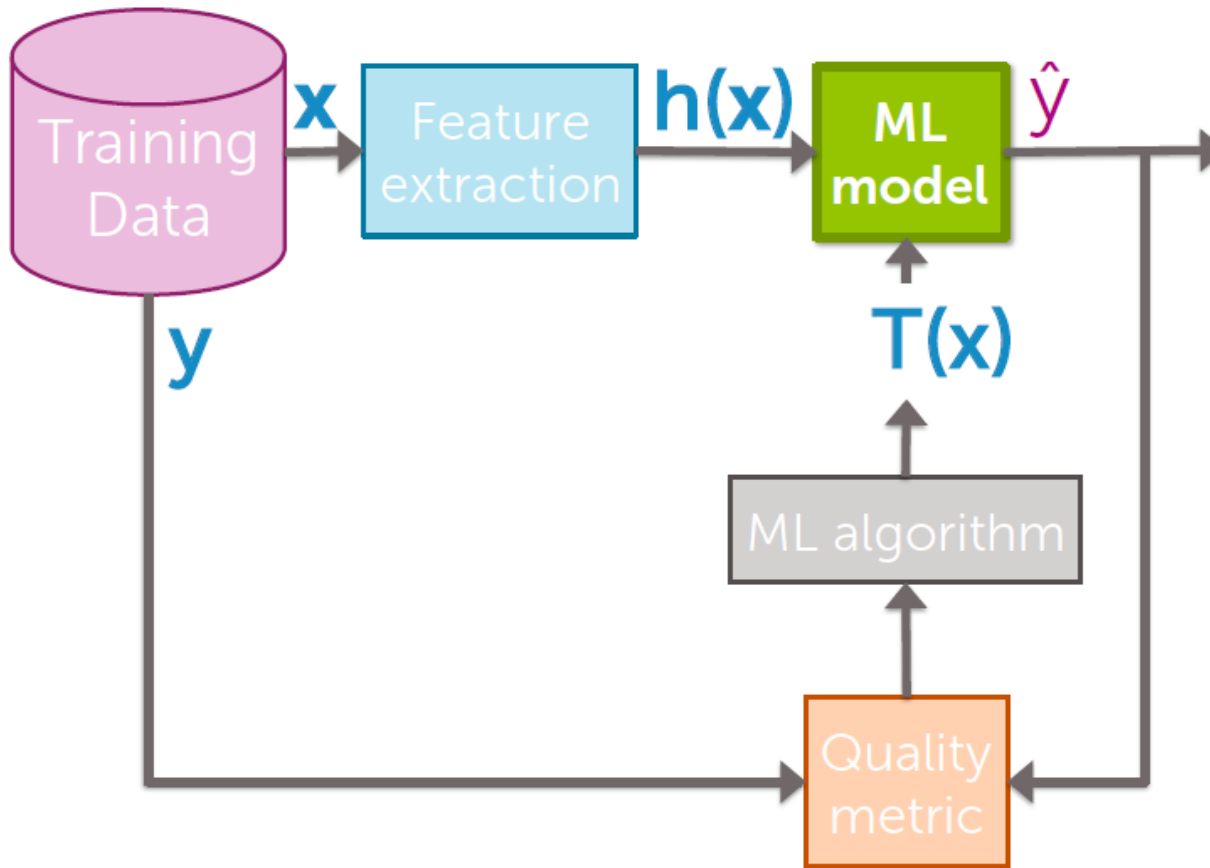 Training
Data
x
Feature
extraction
h(x)
ML
model
ŷ
y
T(x)
ML algorithm
Quality
metric